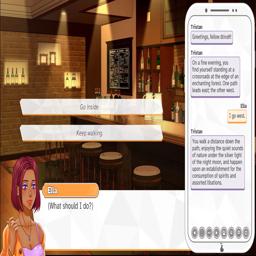 Go inside
Keep walking.
Ella
(What should I do?)
Tristan
Greetings, fellow Blinkt!
Tristan
On a fine evening, you
find yourself standing at a
crossroads at the edge of an
enchanting forest. One path
leads east; the other west.
Ella
I go west.
Tristan
You walk a distance down the
path, enjoying the quiet sounds
of nature under the silver light
of the night moon, and happen
upon an establishment for the
consumption of spirits and
assorted libations.